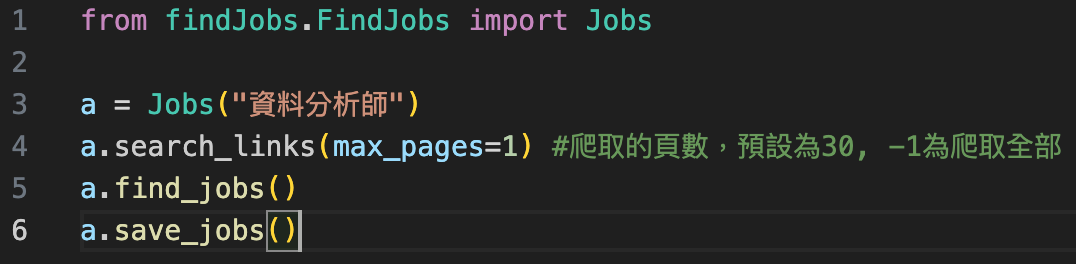 1 from findJobs.FindJobs import Jobs
2
3 a = Jobs("資料分析師")
4 a.search_links(max_pages=1) #爬取的頁數，預設為30, -1為爬取全部
5 a.find_jobs()
6 a.save_jobs()